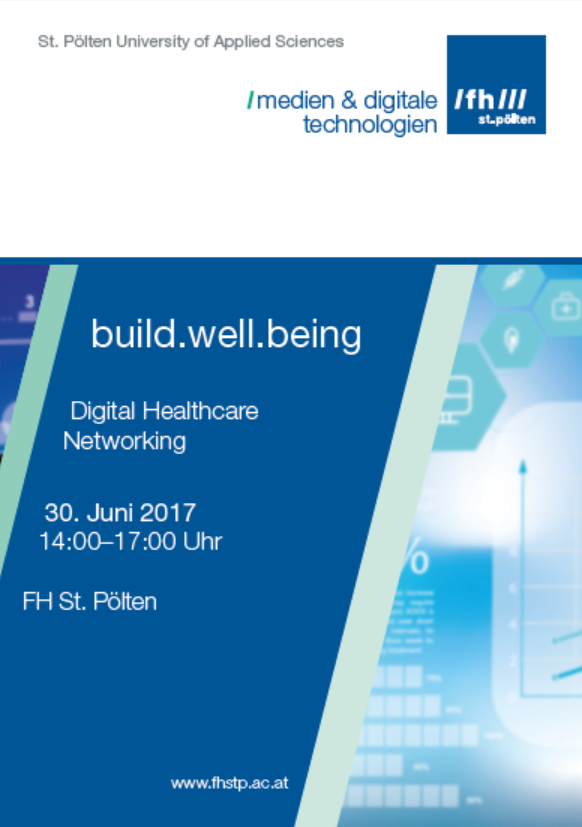 St. Pölten University of Applied Sciences
/medien & digitale
technologien
/fh///
st.pölten
3
build.well.being
Digital Healthcare
Networking
30. Juni 2017
14:00–17:00 Uhr
FH St. Pölten
%
www.fhstp.ac.at